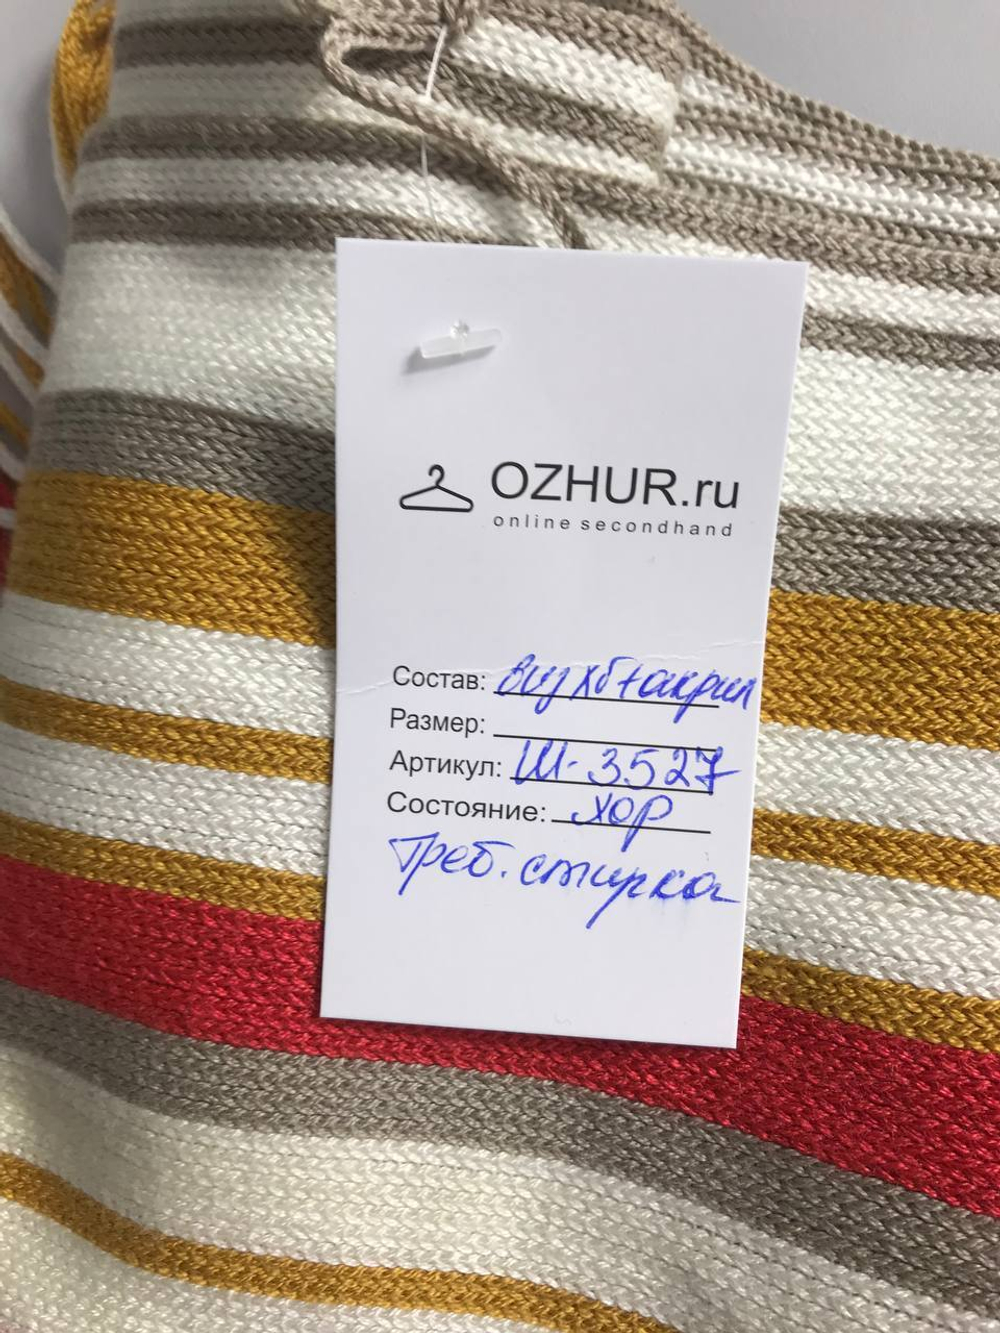 OZHUR.ru
online secondhand
Состав: виз хб+акрил
Размер:
Артикул: Ш-3527
Состояние: хор
Треб. стирка